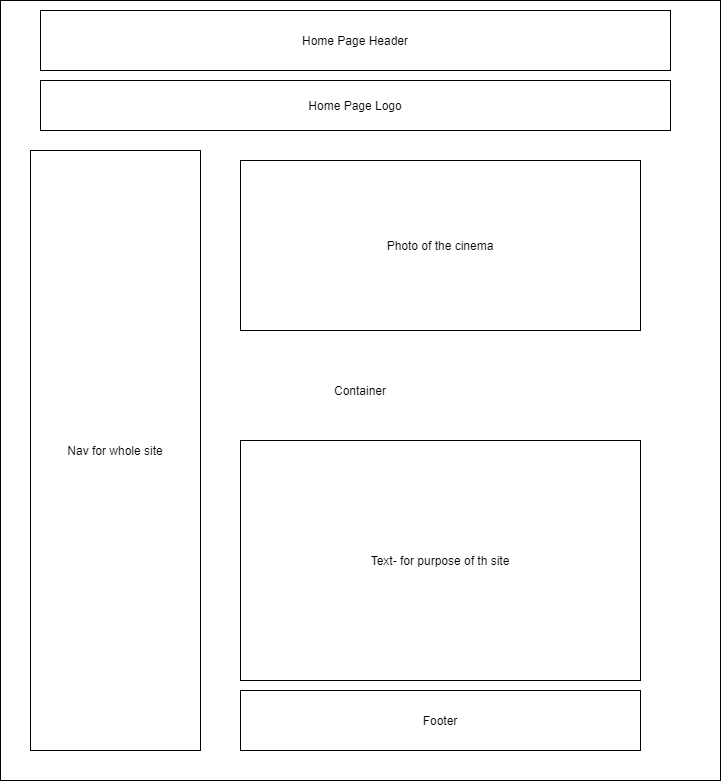 Home Page Header
Home Page Logo
Photo of the cinema
Container
Nav for whole site
Text- for purpose of th site
Footer